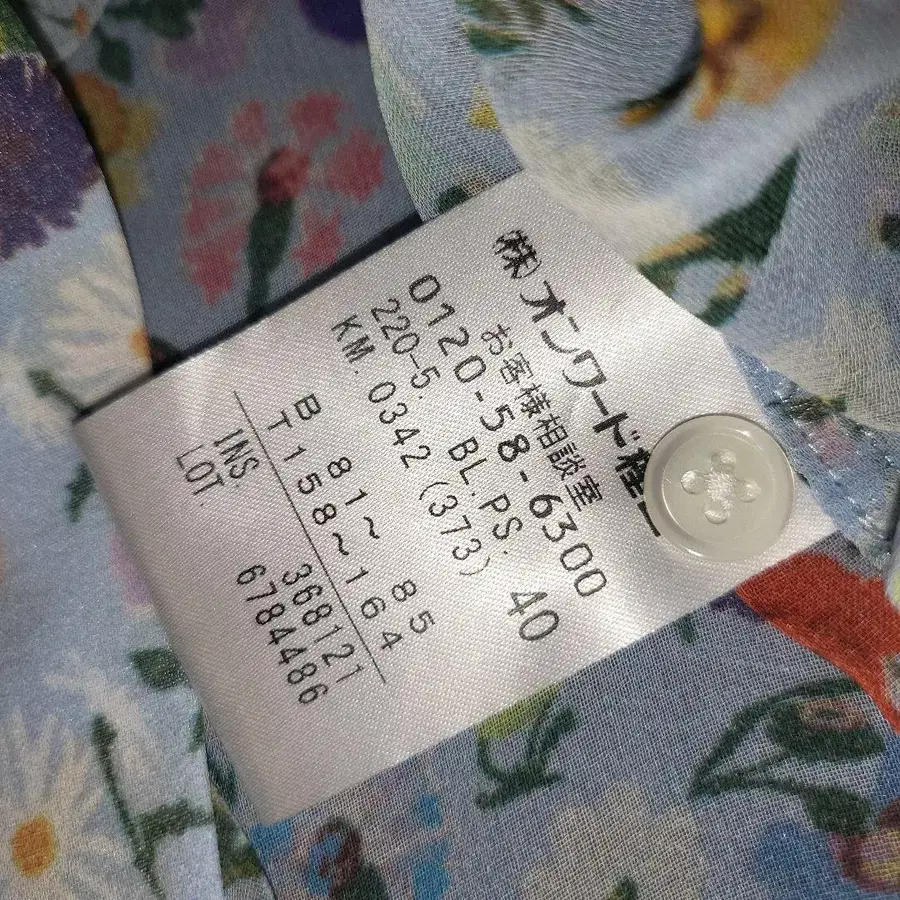 (株)オンワード樫
お客様相談室
0120-58-6300
220-5. BL.PS. 40
KM. 0342 (373)
B 81~ 85
T 158~164
INS. 368121
LOT. 6784486